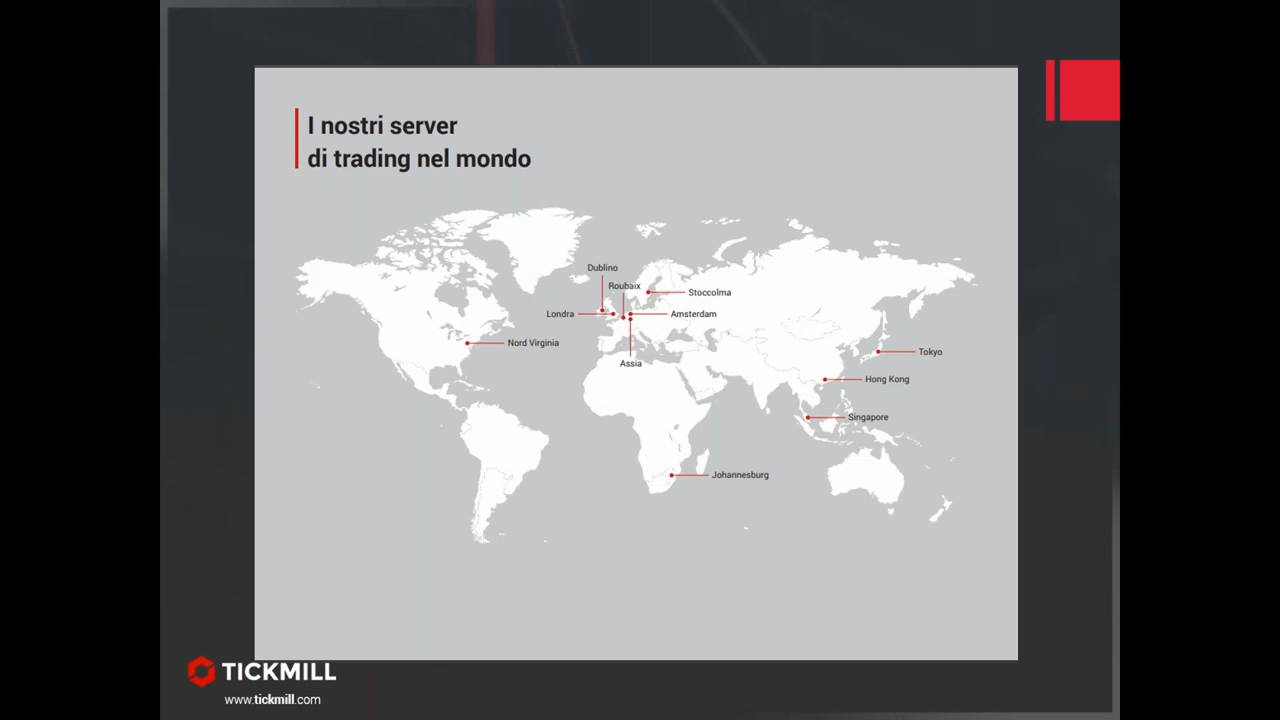 I nostri server
di trading nel mondo
Dublino
Roubaix
Stoccolma
Londra
Amsterdam
Nord Virginia
Assia
Tokyo
Hong Kong
Singapore
Johannesburg
TICKMILL
www.tickmill.com